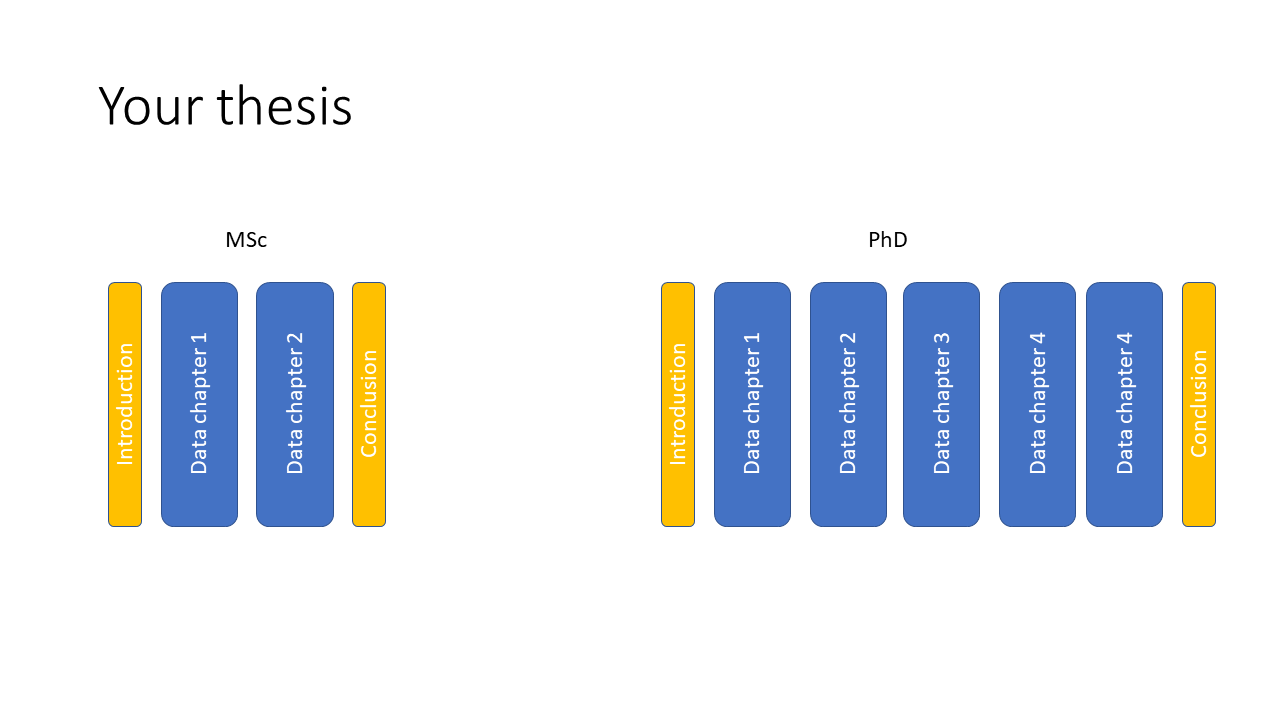 Your thesis
MSc
Introduction
Data chapter 1
Data chapter 2
Conclusion
PhD
Introduction
Data chapter 1
Data chapter 2
Data chapter 3
Data chapter 4
Data chapter 4
Conclusion